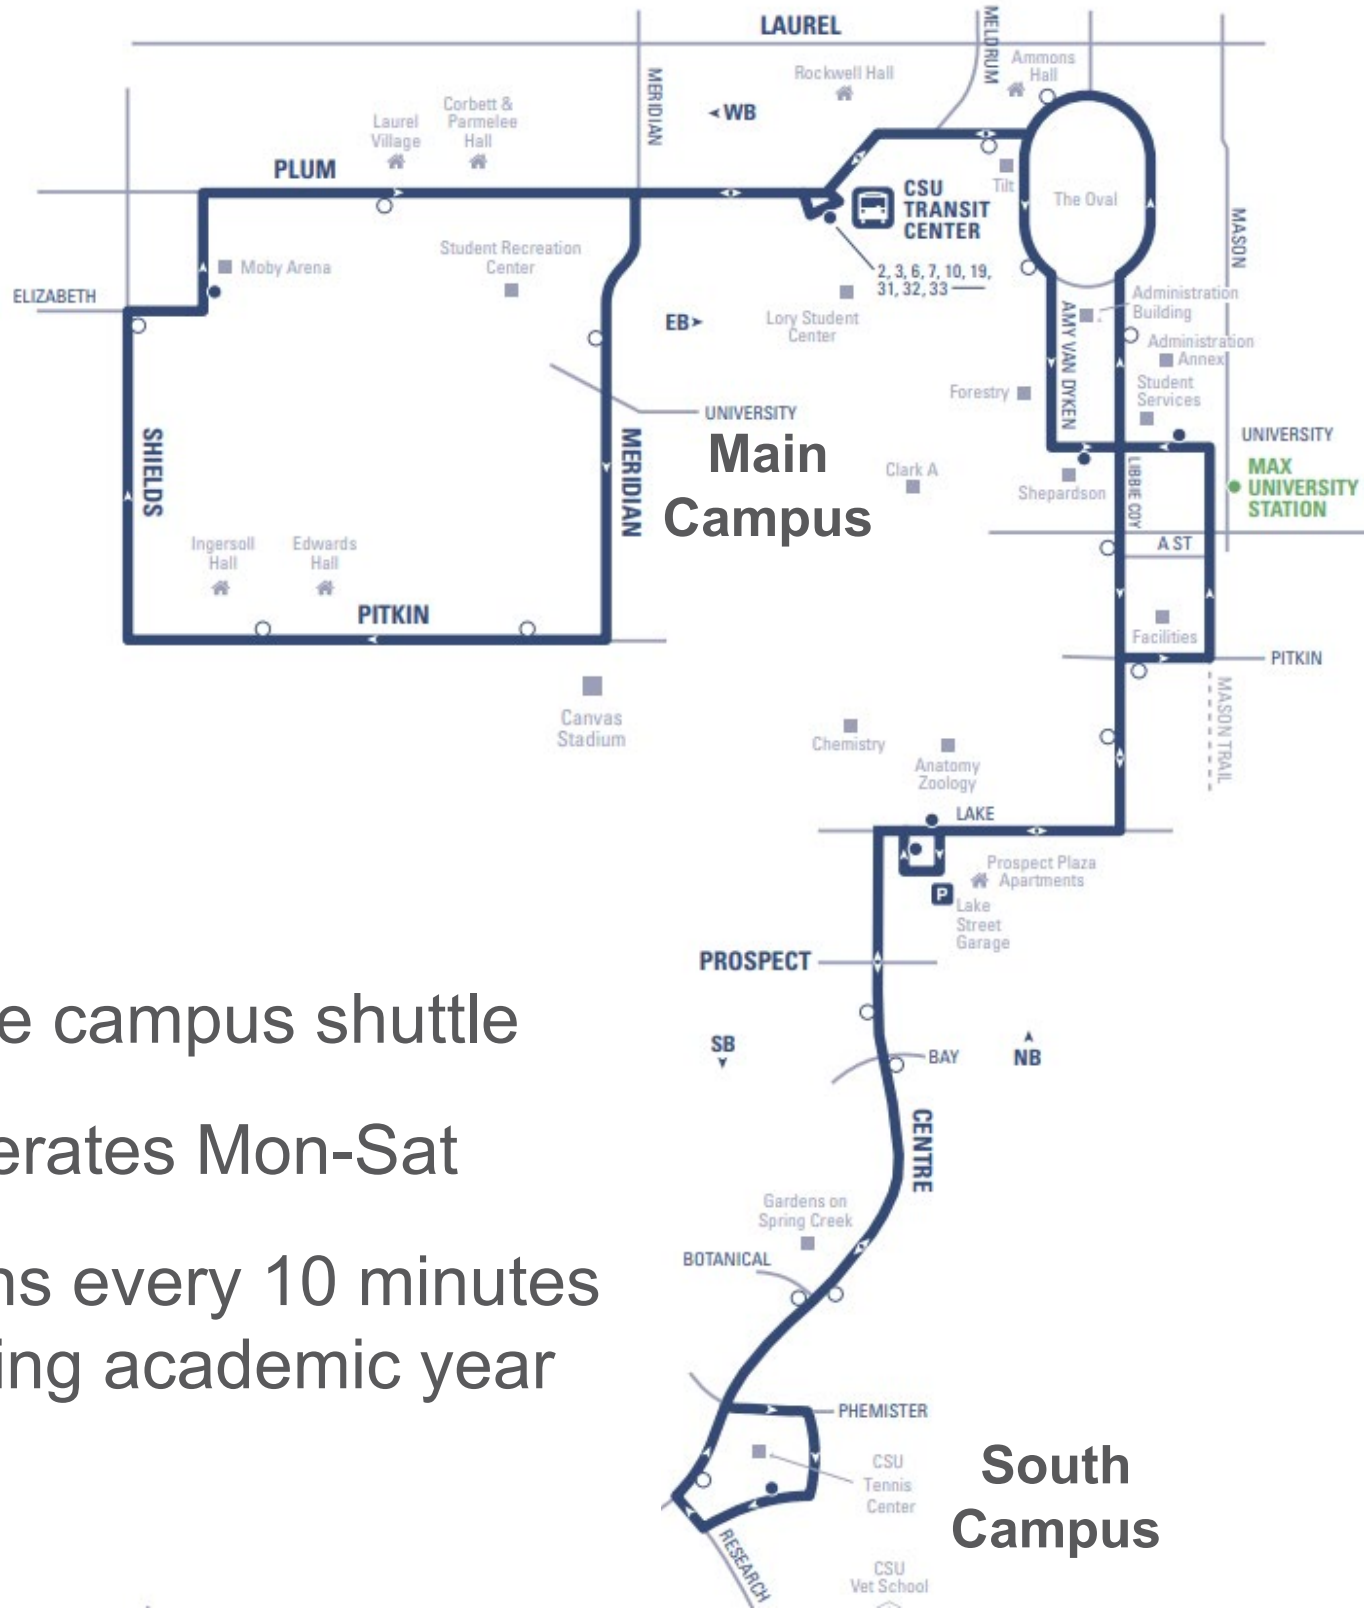 LAUREL
MELDRUM
Ammons
Hall
Rockwell Hall
MERIDIAN
WB
Corbett &
Parmelee
Hall
Laurel
Village
PLUM
CSU
TRANSIT
CENTER
Tilt
The Oval
MASON
Student Recreation
Center
Moby Arena
2, 3, 6, 7, 10, 19,
31, 32, 33
ELIZABETH
EB
Lory Student
Center
AMY VAN DYKEN
Administration
Building
Administration
Annex
Student
Services
Forestry
UNIVERSITY
SHIELDS
MERIDIAN
Main
Campus
Clark A
Shepardson
LIBBIE COY
UNIVERSITY
MAX
UNIVERSITY
STATION
A ST
Ingersoll
Hall
Edwards
Hall
PITKIN
Facilities
PITKIN
MASON TRAIL
Canvas
Stadium
Chemistry
Anatomy
Zoology
LAKE
Prospect Plaza
Apartments
P
Lake
Street
Garage
PROSPECT
e campus shuttle
SB
NB
BAY
CENTRE
erates Mon-Sat
Gardens on
Spring Creek
BOTANICAL
ns every 10 minutes
ing academic year
PHEMISTER
CSU
Tennis
Center
South
Campus
RESEARCH
CSU
Vet School